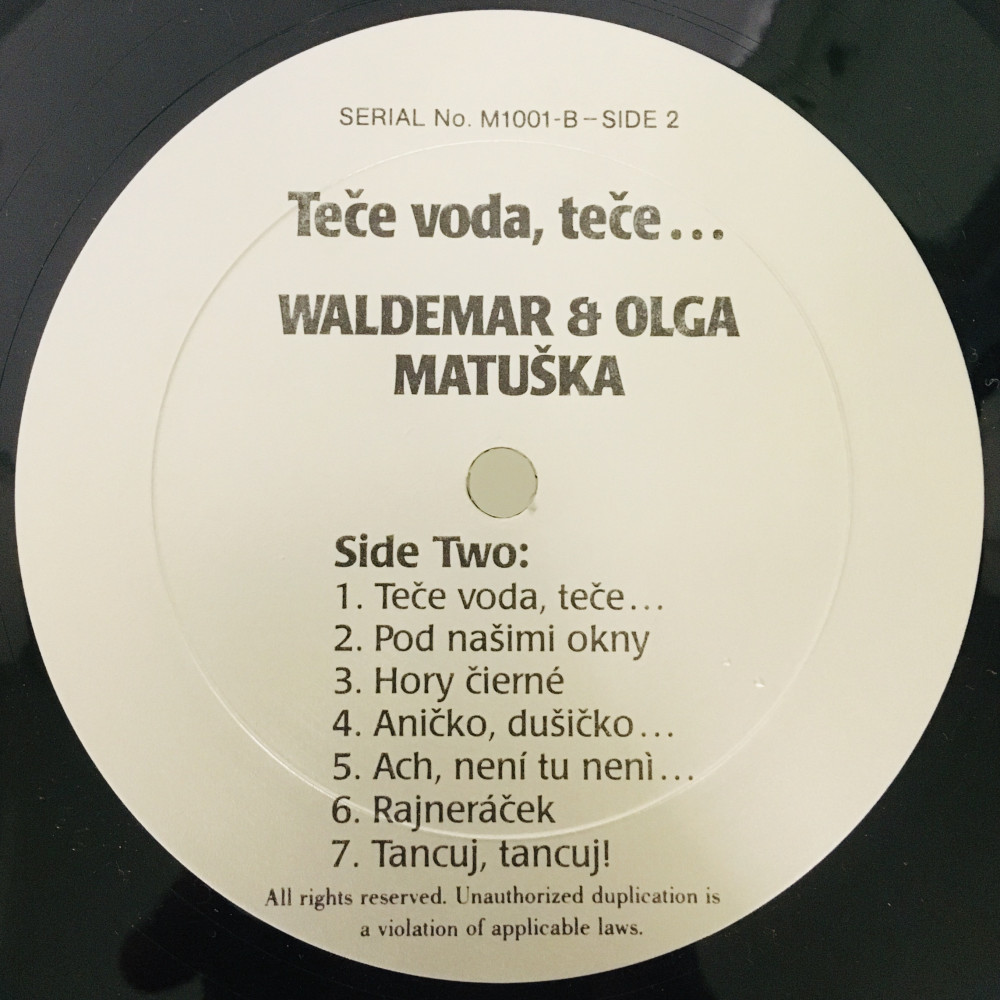 SERIAL No. M1001-B – SIDE 2
Teče voda, teče...
WALDEMAR & OLGA
MATUŠKA
Side Two:
1. Teče voda, teče...
2. Pod našimi okny
3. Hory čierné
4. Aničko, dušičko...
5. Ach, není tu nenì...
6. Rajneráček
7. Tancuj, tancuj!
All rights reserved. Unauthorized duplication is
a violation of applicable laws.